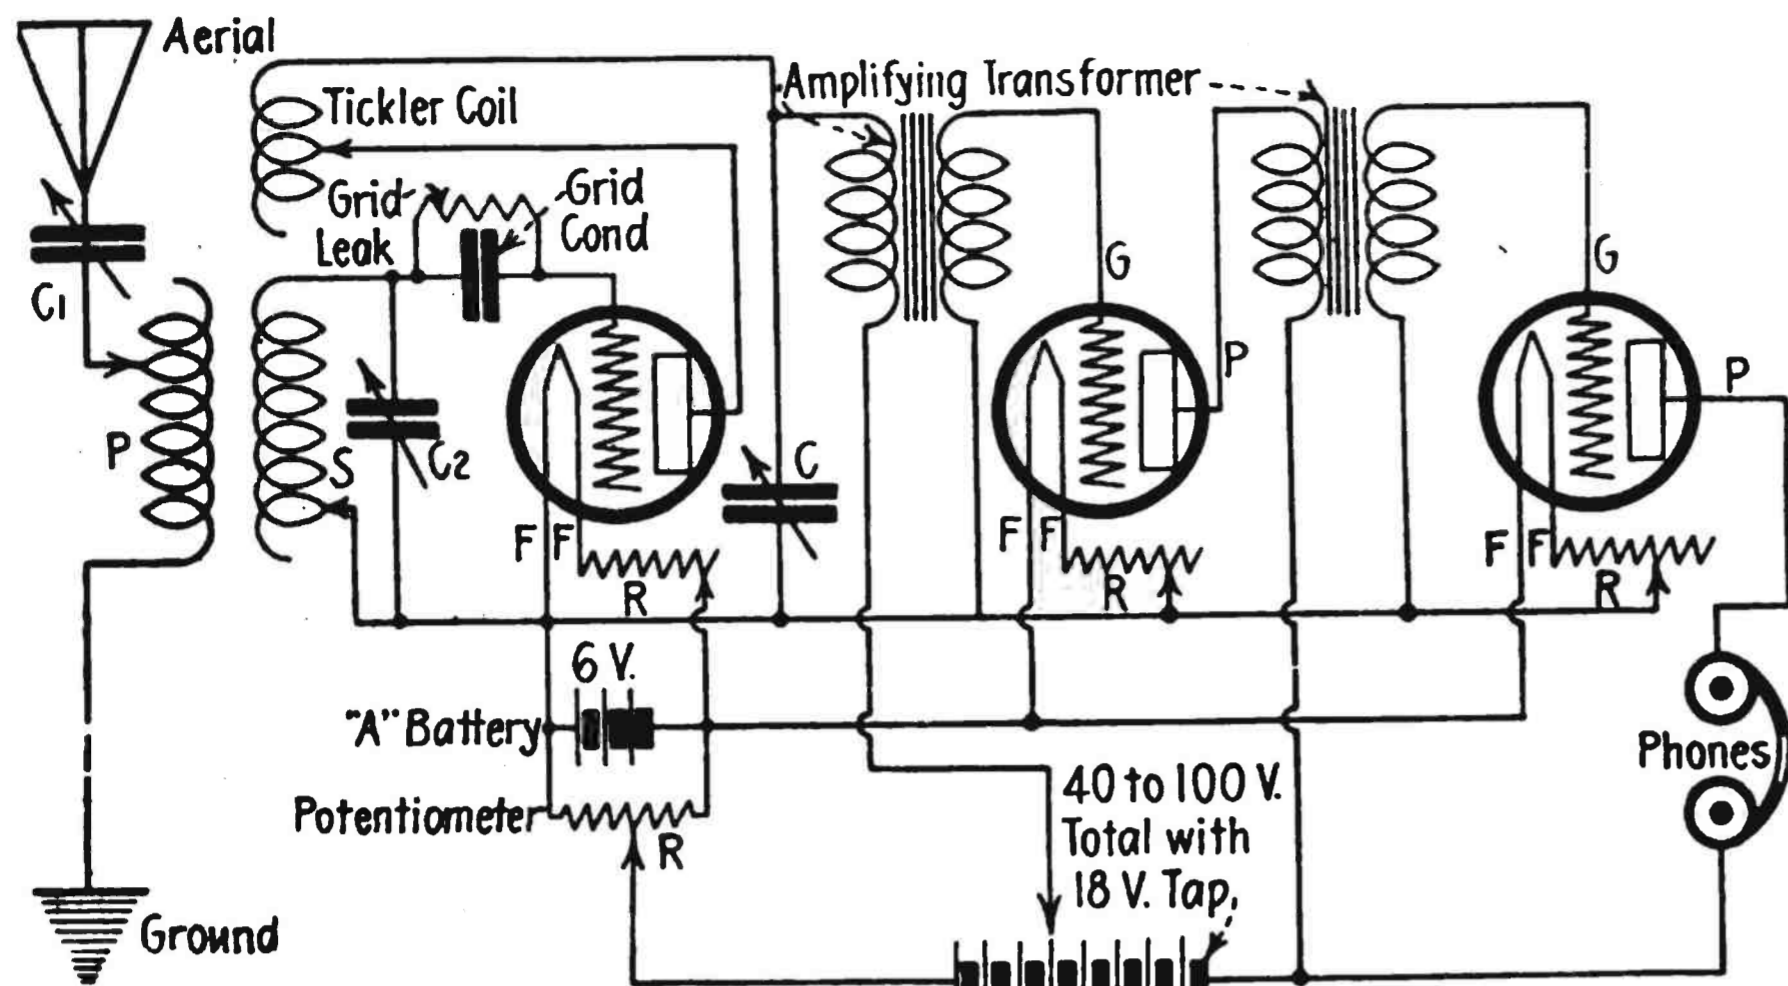 Aerial
Tickler Coil
Amplifying Transformer
Grid
Leak
Grid
Cond
C1
P
S
C2
C
G
P
G
P
F F
R
F F
R
F F
R
6 V.
"A" Battery
Potentiometer
R
40 to 100 V.
Total with
18 V. Tap,
Phones
Ground